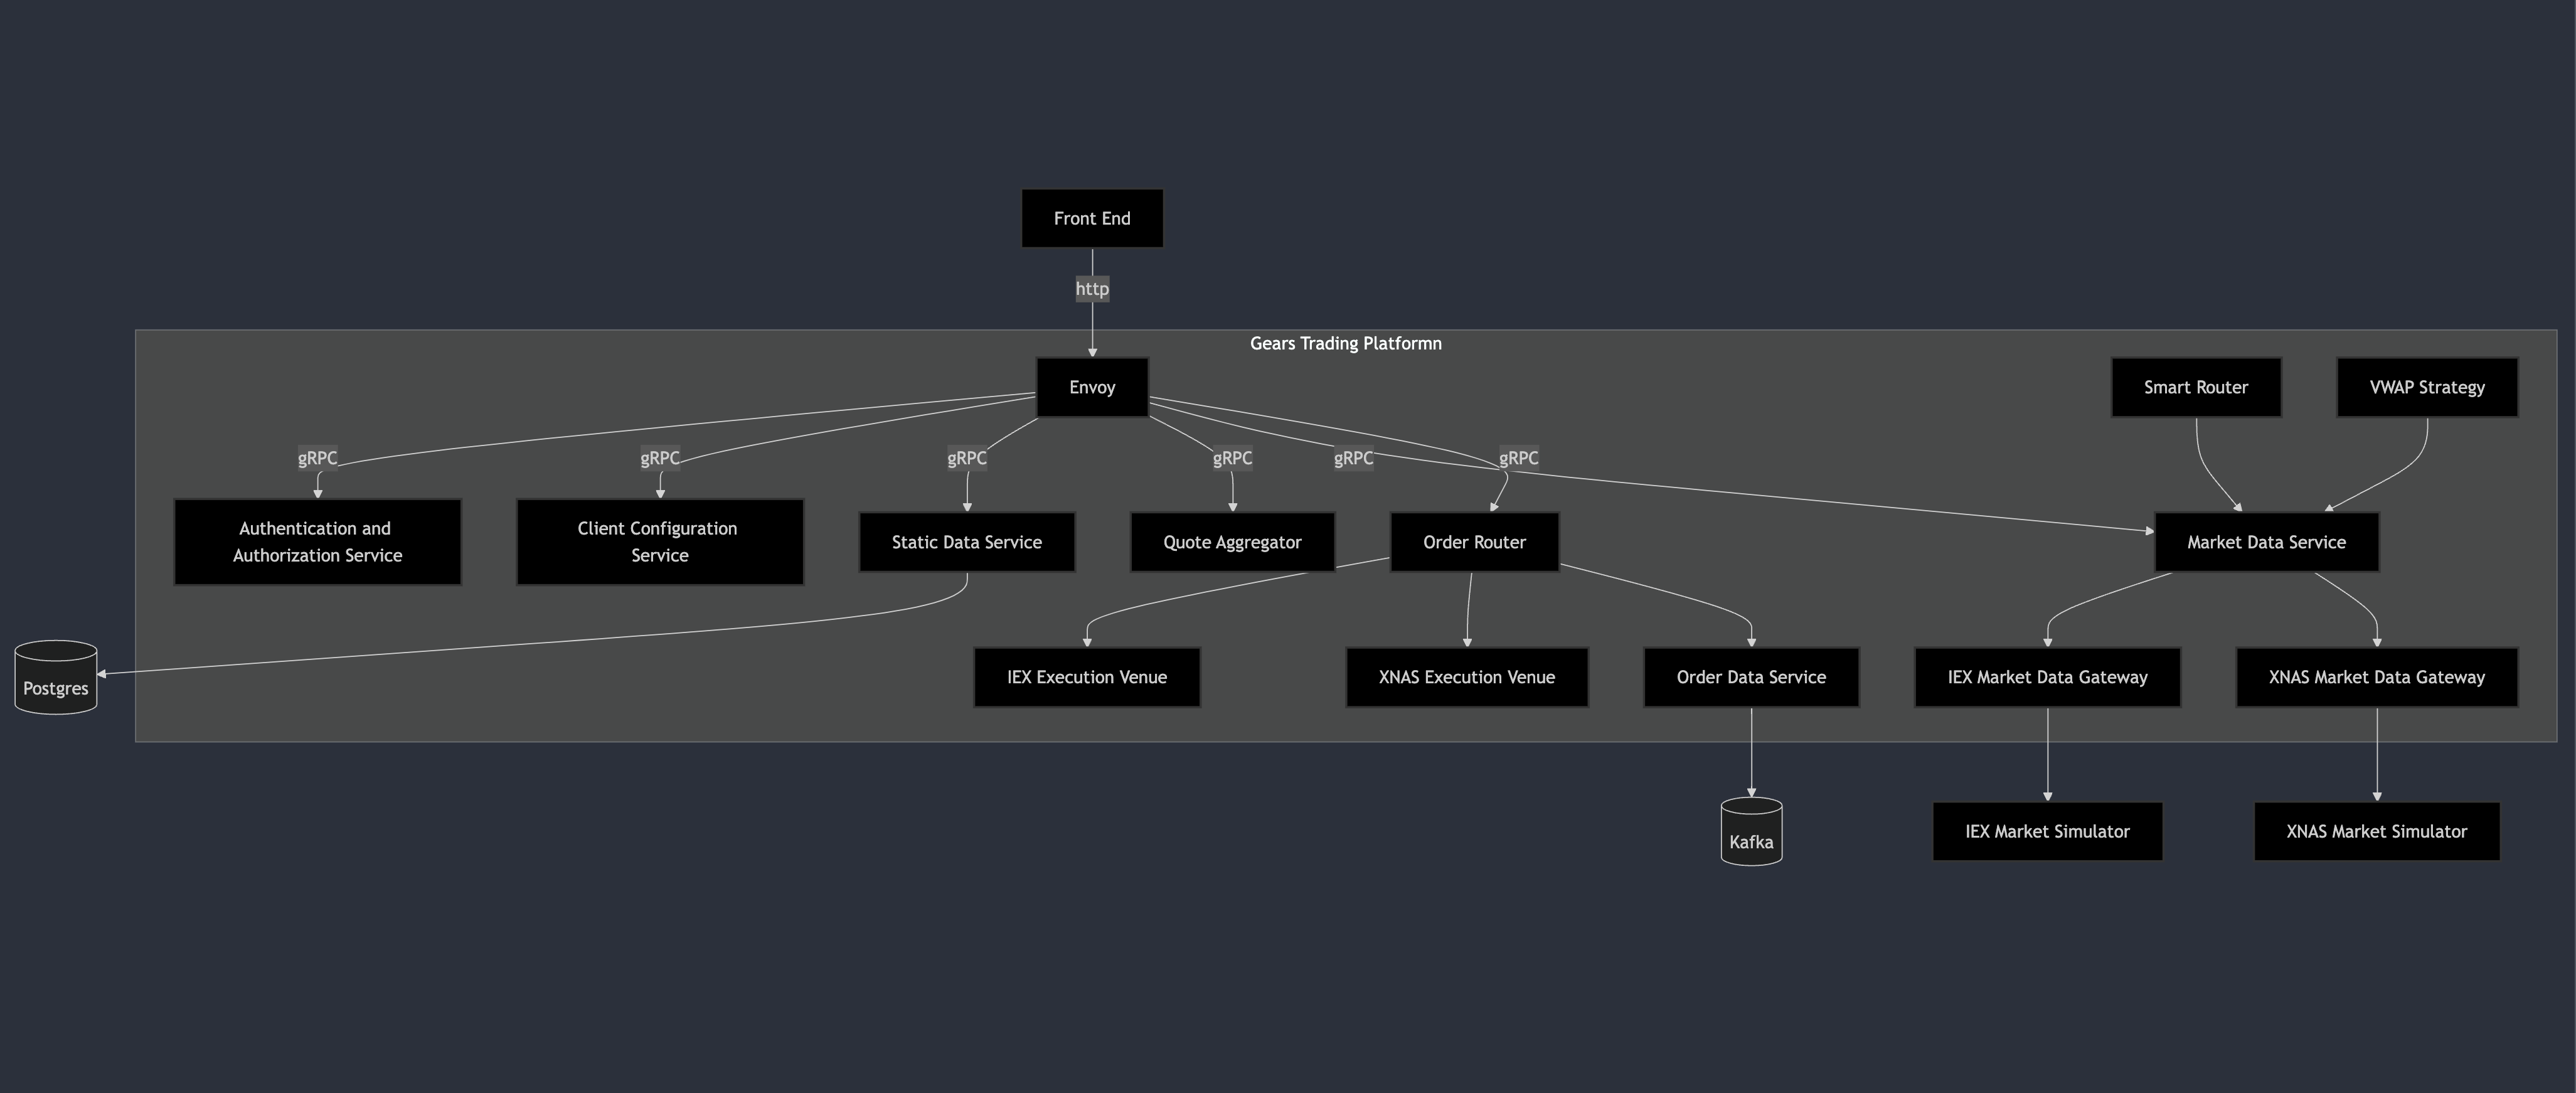 Front End
http
Gears Trading Platformn
Envoy
Smart Router
VWAP Strategy
gRPC
gRPC
gRPC
gRPC
gRPC
gRPC
Authentication and
Authorization Service
Client Configuration
Service
Static Data Service
Quote Aggregator
Order Router
Market Data Service
Postgres
IEX Execution Venue
XNAS Execution Venue
Order Data Service
IEX Market Data Gateway
XNAS Market Data Gateway
Kafka
IEX Market Simulator
XNAS Market Simulator